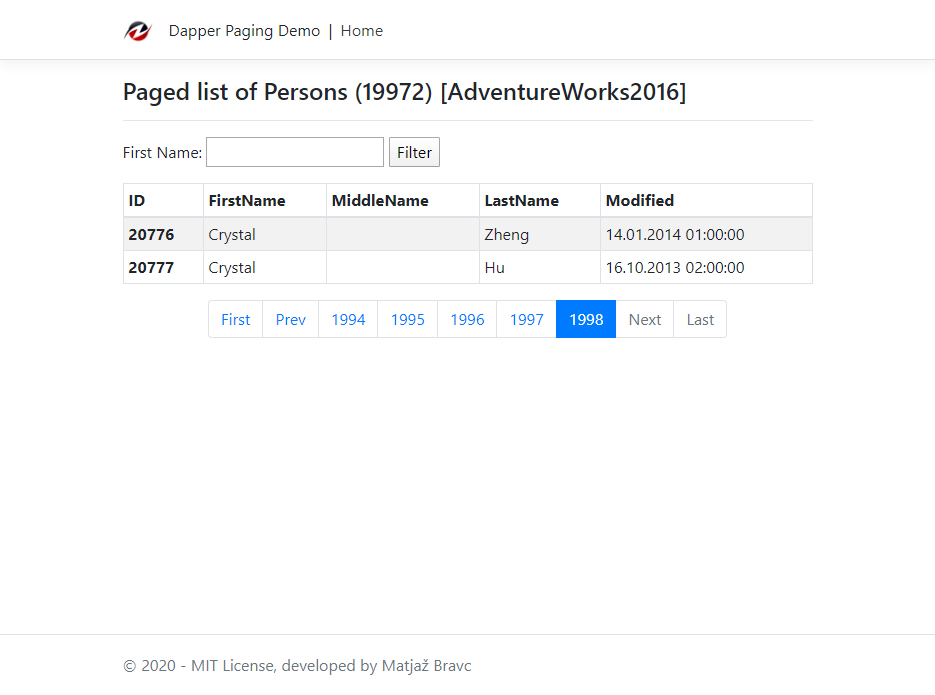 Dapper Paging Demo | Home
Paged list of Persons (19972) [AdventureWorks2016]
First Name: Filter
ID FirstName MiddleName LastName Modified
20776 Crystal Zheng 14.01.2014 01:00:00
20777 Crystal Hu 16.10.2013 02:00:00
First Prev 1994 1995 1996 1997 1998 Next Last
© 2020 - MIT License, developed by Matjaž Bravc